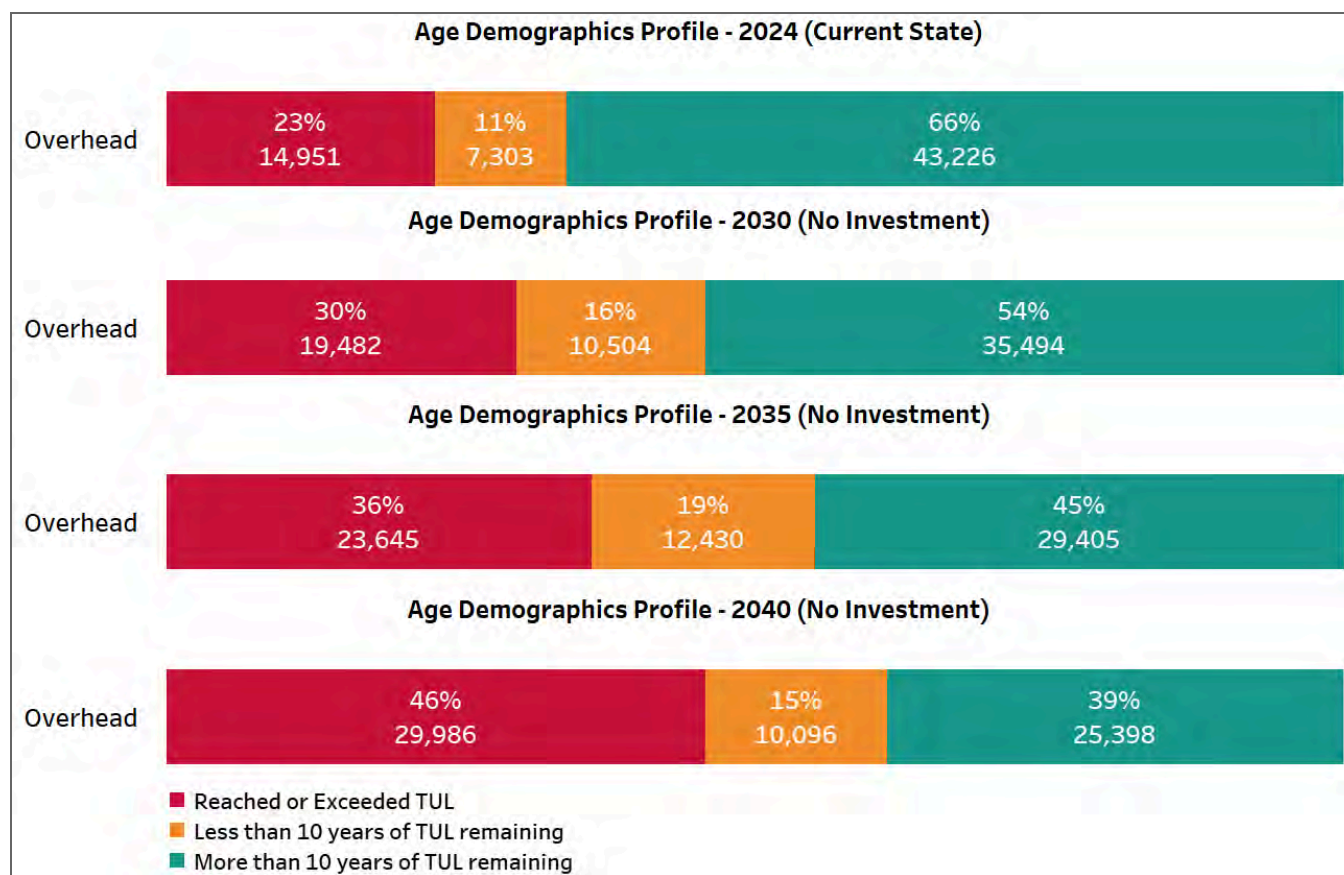 Age Demographics Profile - 2024 (Current State)
Overhead
23%
14,951
11%
7,303
66%
43,226
Age Demographics Profile - 2030 (No Investment)
Overhead
30%
19,482
16%
10,504
54%
35,494
Age Demographics Profile - 2035 (No Investment)
Overhead
36%
23,645
19%
12,430
45%
29,405
Age Demographics Profile - 2040 (No Investment)
Overhead
46%
29,986
15%
10,096
39%
25,398
Reached or Exceeded TUL
Less than 10 years of TUL remaining
More than 10 years of TUL remaining